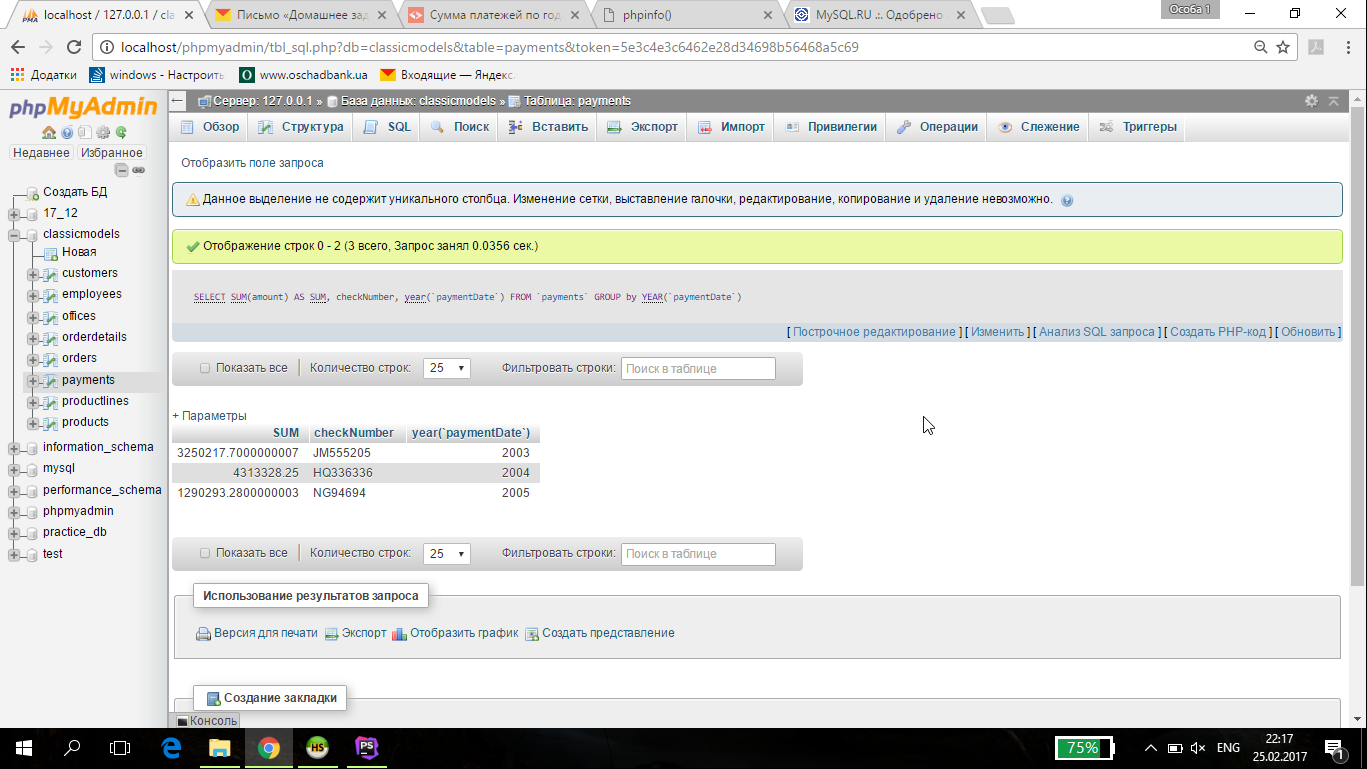 localhost / 127.0.0.1 / cla
Письмо «Домашнее зад
Сумма платежей по год
phpinfo()
MySQL.RU .:. Одобрено
Особа 1
localhost/phpmyadmin/tbl_sql.php?db=classicmodels&table=payments&token=5e3c4e3c6462e28d34698b56468a5c69
Додатки
windows - Настроить
www.oschadbank.ua
Входящие — Яндекс.
phpMyAdmin
Недавнее
Избранное
Создать БД
17_12
classicmodels
Новая
customers
employees
offices
orderdetails
orders
payments
productlines
products
information_schema
mysql
performance_schema
phpmyadmin
practice_db
test
Сервер: 127.0.0.1 » База данных: classicmodels » Таблица: payments
Обзор
Структура
SQL
Поиск
Вставить
Экспорт
Импорт
Привилегии
Операции
Слежение
Триггеры
Отобразить поле запроса
Данное выделение не содержит уникального столбца. Изменение сетки, выставление галочки, редактирование, копирование и удаление невозможно.
Отображение строк 0 - 2 (3 всего, Запрос занял 0.0356 сек.)
SELECT SUM(amount) AS SUM, checkNumber, year(`paymentDate`) FROM `payments` GROUP by YEAR(`paymentDate`)
[ Построчное редактирование ] [ Изменить ] [ Анализ SQL запроса ] [ Создать PHP-код ] [ Обновить ]
Показать все
Количество строк:
25
Фильтровать строки:
Поиск в таблице
+ Параметры
SUM checkNumber year(`paymentDate`)
3250217.7000000007 JM555205 2003
4313328.25 HQ336336 2004
1290293.2800000003 NG94694 2005
Показать все
Количество строк:
25
Фильтровать строки:
Поиск в таблице
Использование результатов запроса
Версия для печати
Экспорт
Отобразить график
Создать представление
Создание закладки
Консоль
HS
PS
75%
ENG
22:17
25.02.2017
1